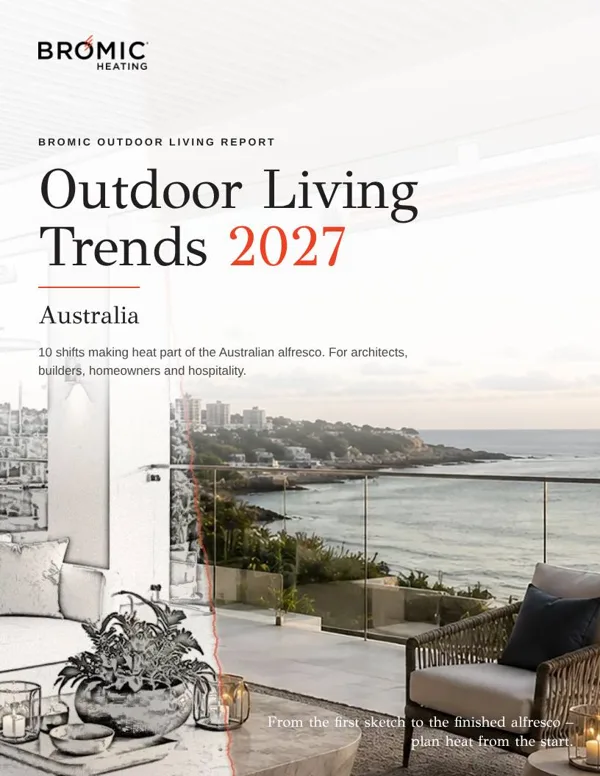 BROMIC
HEATING
BROMIC OUTDOOR LIVING REPORT
Outdoor Living
Trends 2027
Australia
10 shifts making heat part of the Australian alfresco. For architects,
builders, homeowners and hospitality.
From the first sketch to the finished alfresco –
plan heat from the start.